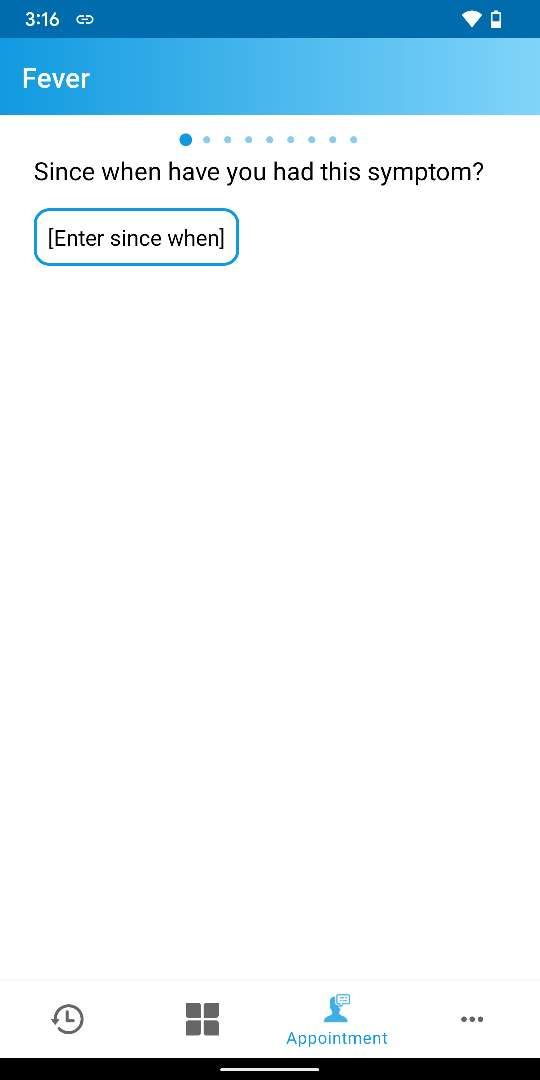 3:16
Fever
Since when have you had this symptom?
[Enter since when]
Appointment